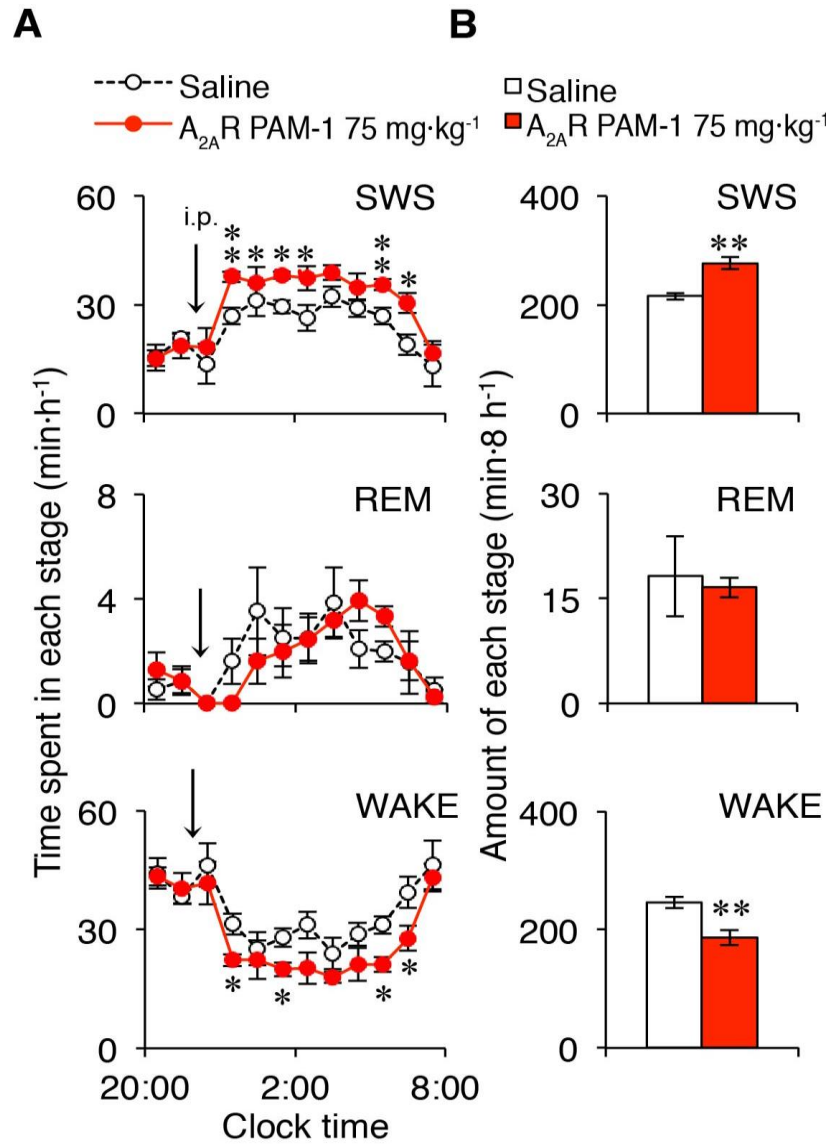 A
B
Saline
A2AR PAM-1 75 mg·kg-1
Saline
A2AR PAM-1 75 mg·kg-1
Time spent in each stage (min·h-1)
60
30
0
i.p.
SWS
** * * * ** *
8
4
0
REM
60
30
0
WAKE
* * * *
20:00 2:00 8:00
Clock time
Amount of each stage (min·8 h-1)
400
200
0
SWS
**
30
15
0
REM
400
200
0
WAKE
**